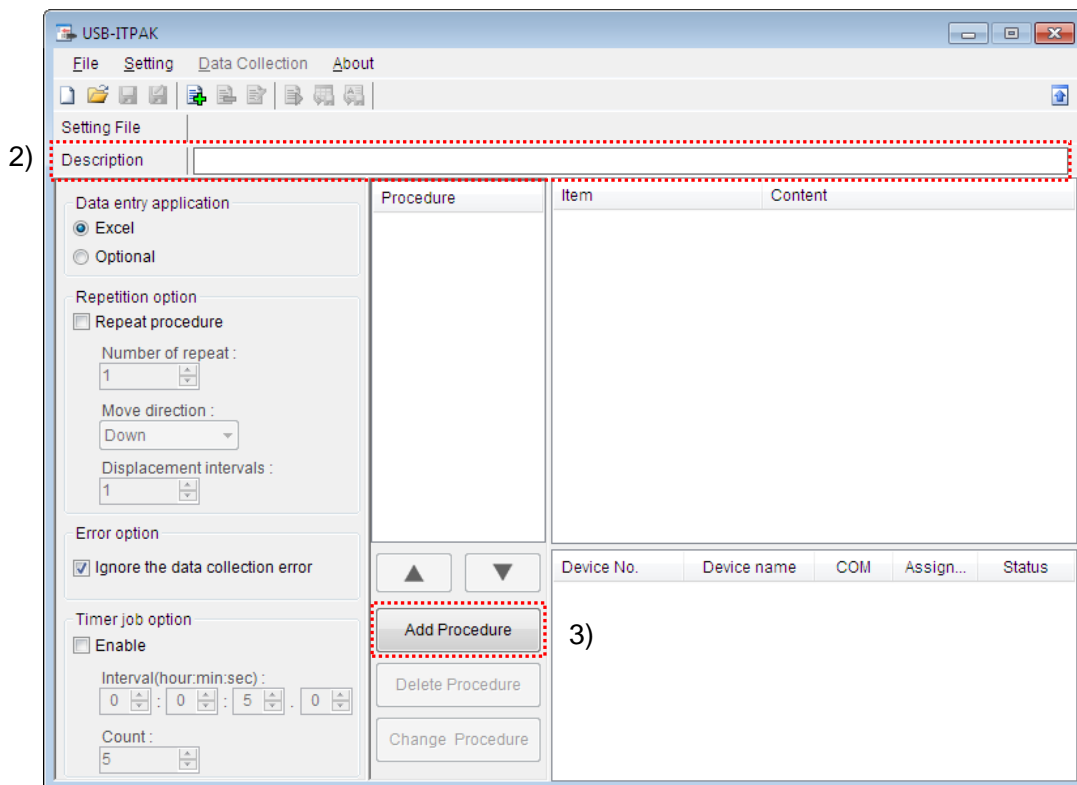 USB-ITPAK
File Setting Data Collection About
Setting File
2)
Description
Data entry application
Excel
Optional
Repetition option
Repeat procedure
Number of repeat :
1
Move direction :
Down
Displacement intervals :
1
Error option
Ignore the data collection error
Timer job option
Enable
Interval(hour:min:sec) :
0 : 0 : 5 . 0
Count :
5
Procedure
Add Procedure
3)
Delete Procedure
Change Procedure
Item Content
Device No. Device name COM Assign... Status